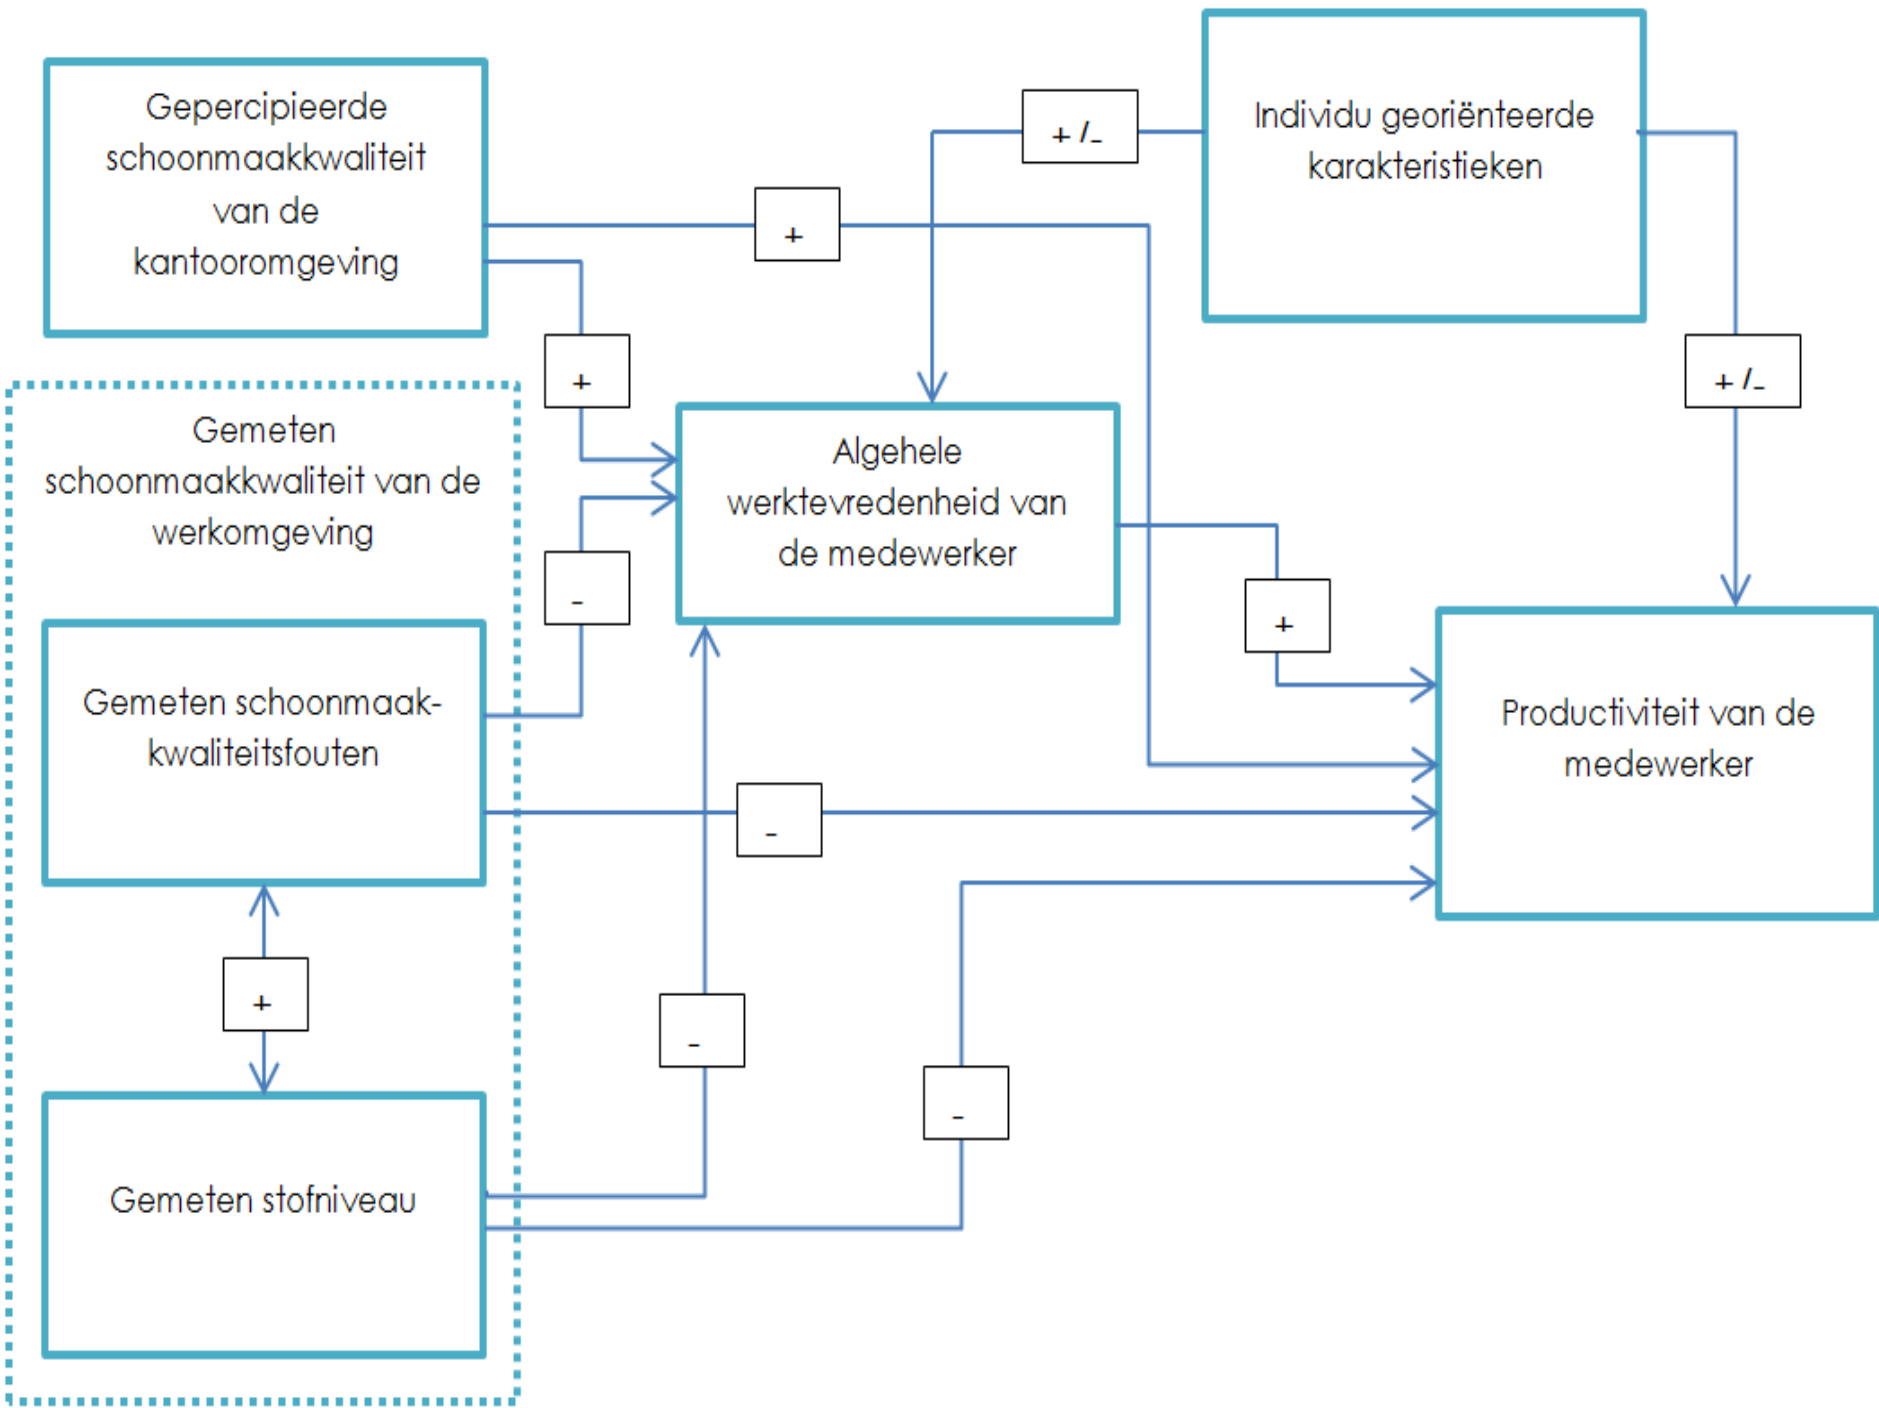 Gepercipieerde
schoonmaakkwaliteit
van de
kantooromgeving
Individu georiënteerde
karakteristieken
+ /-
+
+
+ /-
Gemeten
schoonmaakkwaliteit van de
werkomgeving
Algehele
werktevredenheid van
de medewerker
-
+
Gemeten schoonmaak-
kwaliteitsfouten
Productiviteit van de
medewerker
-
+
-
-
Gemeten stofniveau